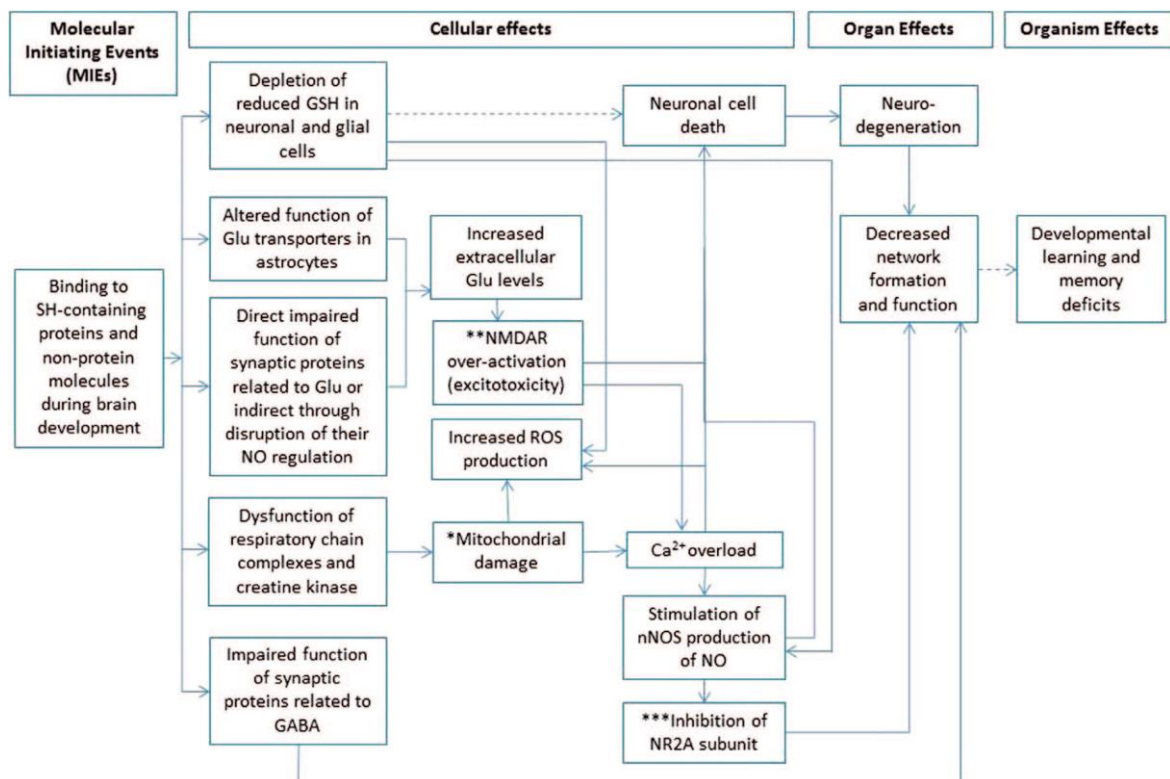 Molecular
Initiating Events
(MIEs)
Cellular effects
Organ Effects
Organism Effects
Binding to
SH-containing
proteins and
non-protein
molecules
during brain
development
Depletion of
reduced GSH in
neuronal and glial
cells
Altered function of
Glu transporters in
astrocytes
Direct impaired
function of
synaptic proteins
related to Glu or
indirect through
disruption of their
NO regulation
Dysfunction of
respiratory chain
complexes and
creatine kinase
Impaired function
of synaptic
proteins related to
GABA
Increased
extracellular
Glu levels
**NMDAR
over-activation
(excitotoxicity)
Increased ROS
production
*Mitochondrial
damage
Neuronal cell
death
Ca²⁺ overload
Stimulation of
nNOS production
of NO
***Inhibition of
NR2A subunit
Neuro-
degeneration
Decreased
network
formation
and function
Developmental
learning and
memory
deficits